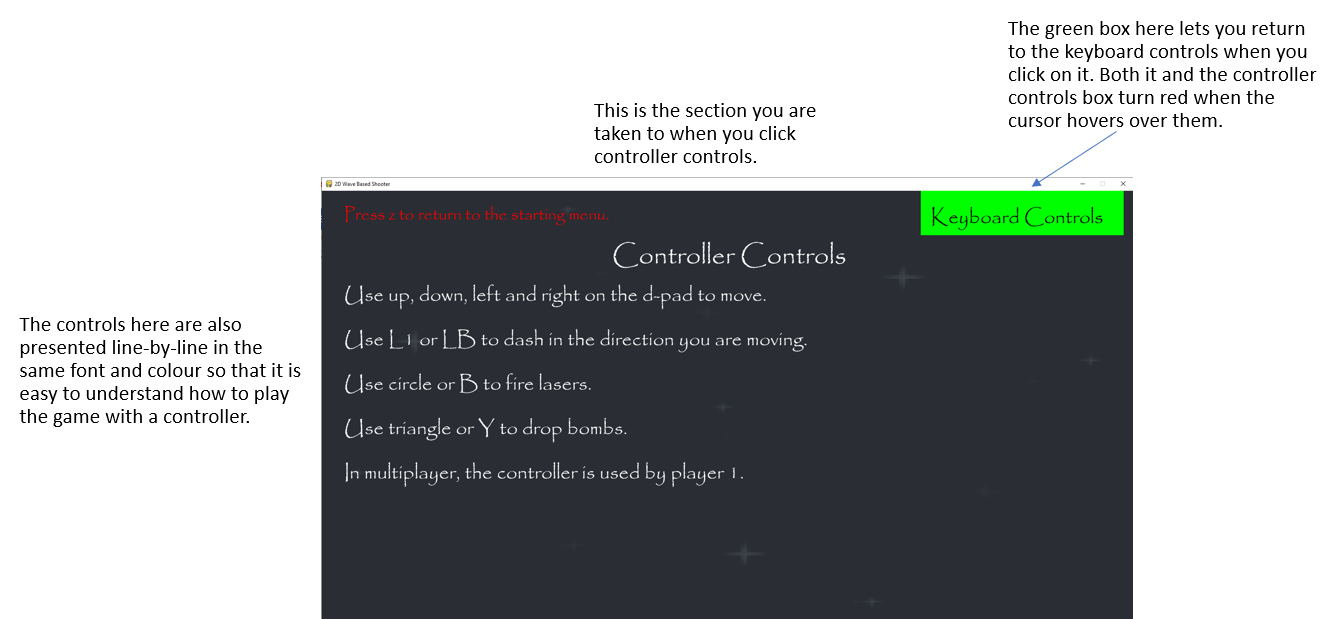 The green box here lets you return
to the keyboard controls when you
click on it. Both it and the controller
controls box turn red when the
cursor hovers over them.
This is the section you are
taken to when you click
controller controls.
2D Wave Based Shooter
Press z to return to the starting menu.
Keyboard Controls
Controller Controls
Use up, down, left and right on the d-pad to move.
Use L1 or LB to dash in the direction you are moving.
Use circle or B to fire lasers.
Use triangle or Y to drop bombs.
In multiplayer, the controller is used by player 1.
The controls here are also
presented line-by-line in the
same font and colour so that it is
easy to understand how to play
the game with a controller.